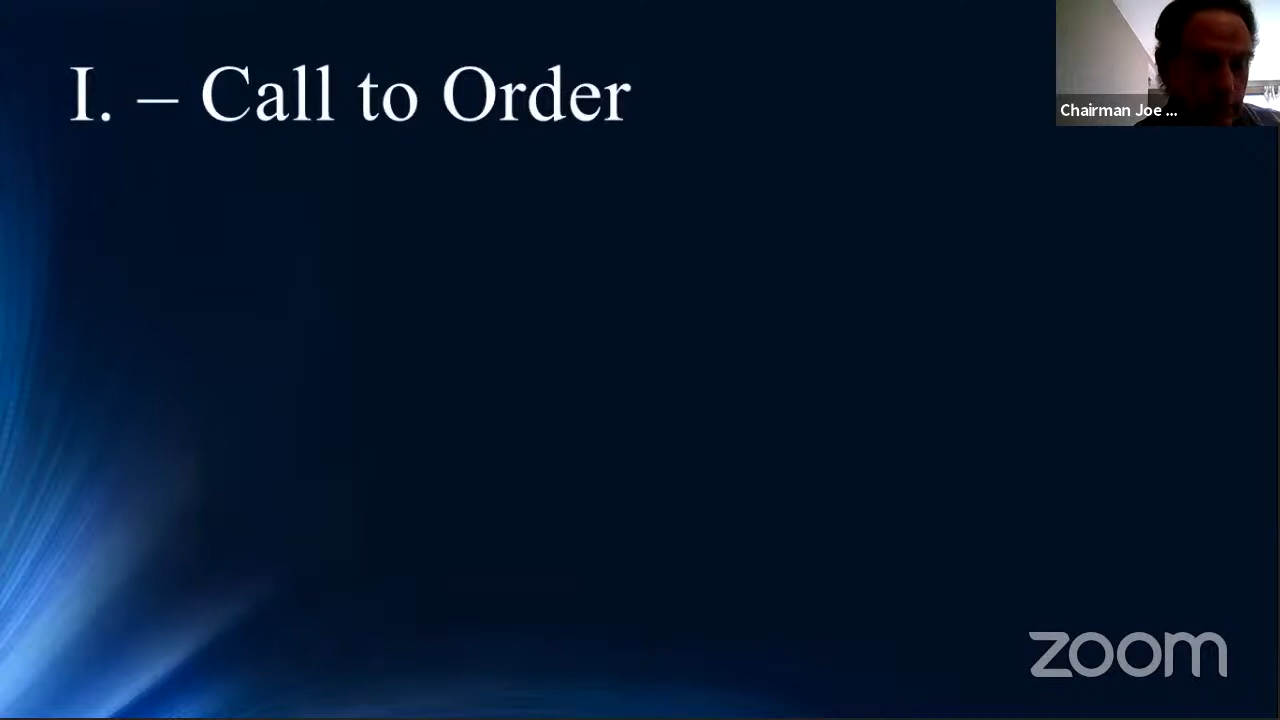 I. – Call to Order
Chairman Joe ...
zoom